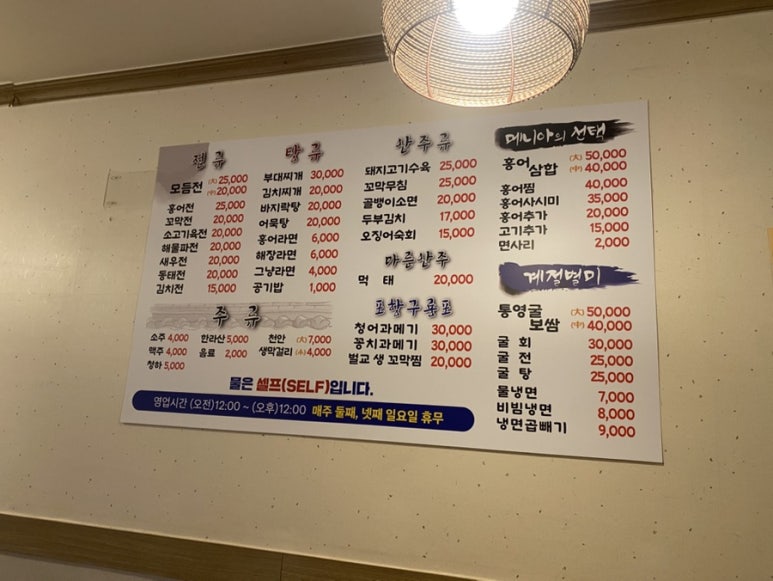 전 류
모듬전 (大) 25,000
(中) 20,000
홍어전 25,000
꼬막전 20,000
소고기육전 20,000
해물파전 20,000
새우전 20,000
동태전 20,000
김치전 15,000
탕 류
부대찌개 30,000
김치찌개 20,000
바지락탕 20,000
어묵탕 20,000
홍어라면 6,000
해장라면 6,000
그냥라면 4,000
공기밥 1,000
안주류
돼지고기수육 25,000
꼬막무침 25,000
골뱅이소면 20,000
두부김치 17,000
오징어숙회 15,000
마른안주
먹 태 20,000
포항구룡포
청어과메기 30,000
꽁치과메기 30,000
벌교 생 꼬막찜 20,000
주 류
소주 4,000 한라산 5,000 천안 (大) 7,000
맥주 4,000 음료 2,000 생막걸리 (小) 4,000
청하 5,000
메니아의 선택
홍어삼합 (大) 50,000
(中) 40,000
홍어찜 40,000
홍어사시미 35,000
홍어추가 20,000
고기추가 15,000
면사리 2,000
계절별미
통영굴보쌈 (大) 50,000
(中) 40,000
굴 회 30,000
굴 전 25,000
굴 탕 25,000
물냉면 7,000
비빔냉면 8,000
냉면곱빼기 9,000
물은 셀프(SELF)입니다.
영업시간 (오전)12:00 ~ (오후)12:00 매주 둘째, 넷째 일요일 휴무